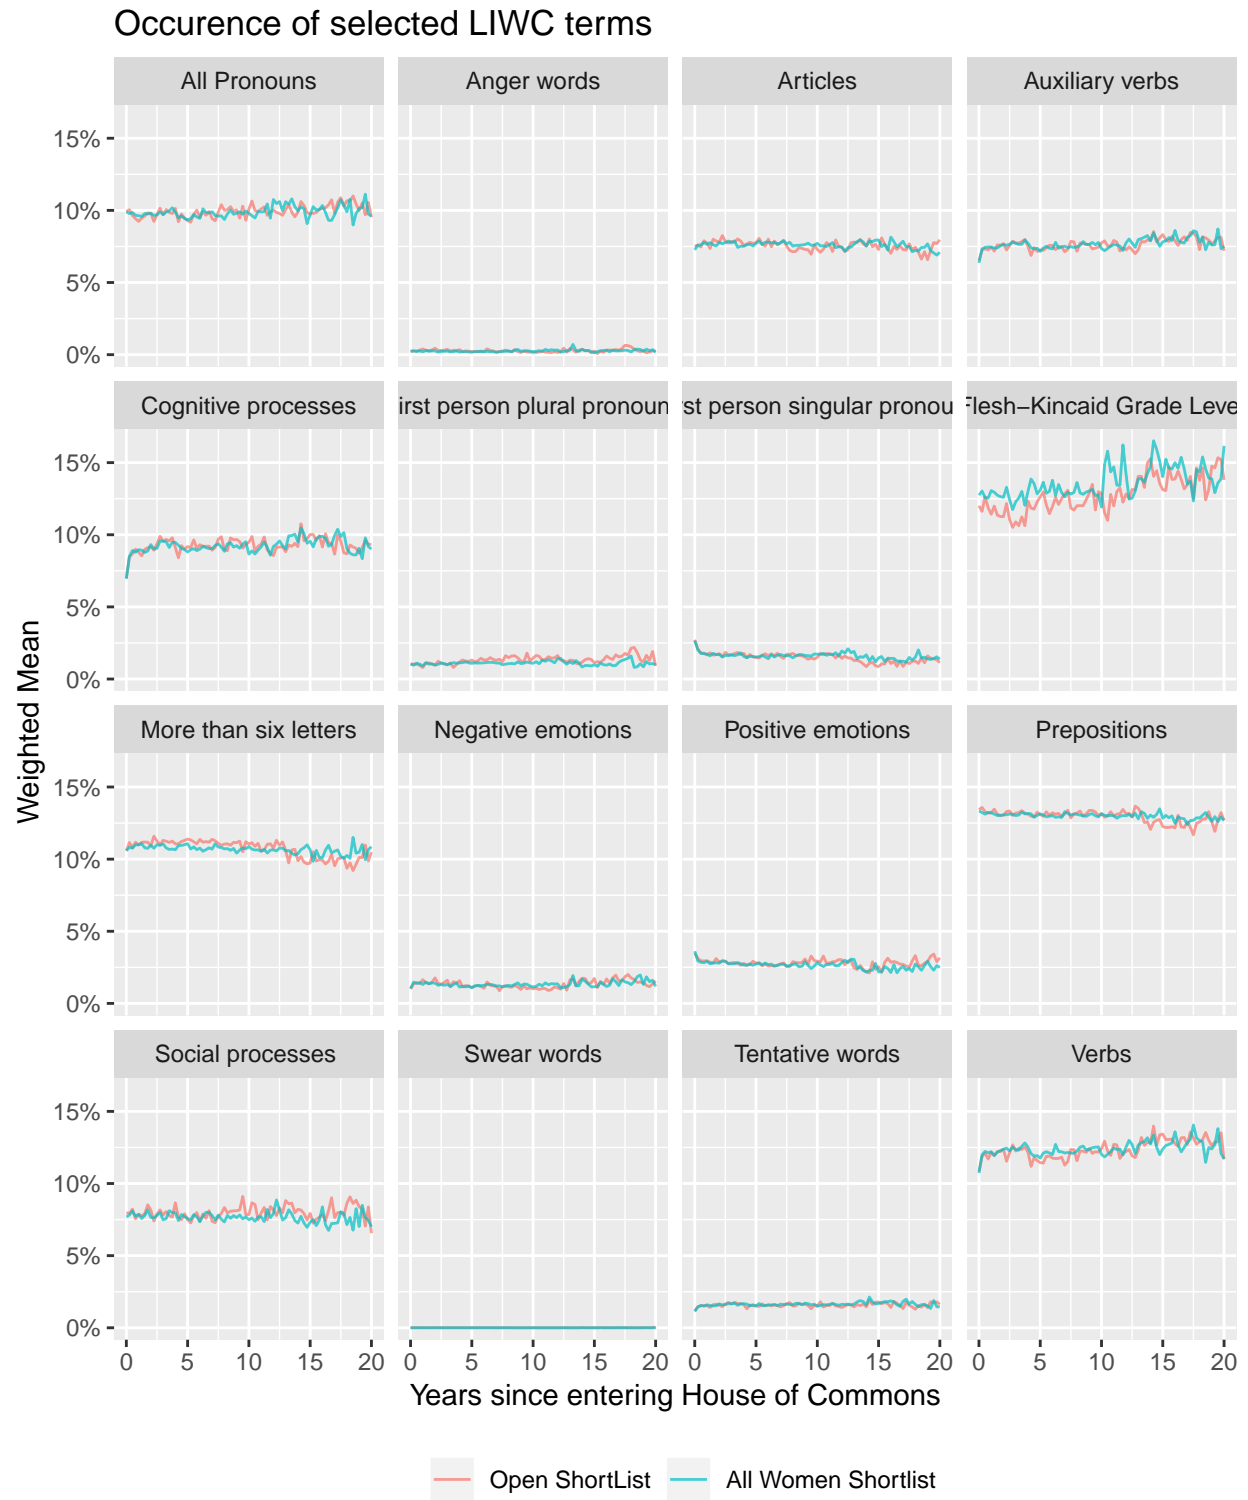 Occurence of selected LIWC terms
All Pronouns Anger words Articles Auxiliary verbs
15%
10%
5%
0%
Cognitive processes irst person plural pronoun rst person singular pronou Flesh–Kincaid Grade Leve
15%
10%
5%
0%
Weighted Mean
More than six letters Negative emotions Positive emotions Prepositions
15%
10%
5%
0%
Social processes Swear words Tentative words Verbs
15%
10%
5%
0%
0 5 10 15 20 0 5 10 15 20 0 5 10 15 20 0 5 10 15 20
Years since entering House of Commons
Open ShortList All Women Shortlist